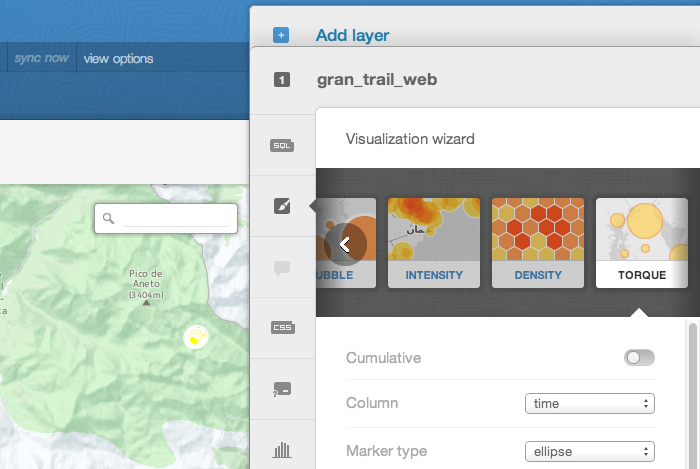 Add layer
sync now
view options
1
gran_trail_web
SQL
Visualization wizard
عمان
UBBLE
INTENSITY
DENSITY
TORQUE
Pico de
Aneto
(3404m)
CSS
Cumulative
Column
time
Marker type
ellipse